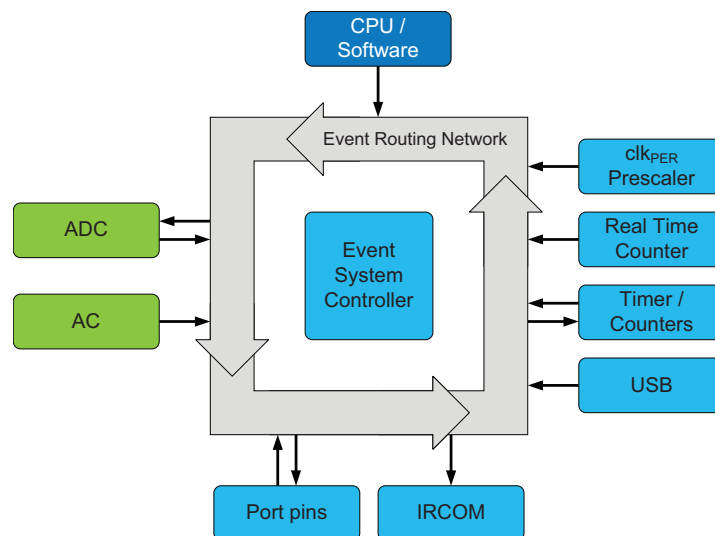 CPU /
Software
Event Routing Network
clkPER
Prescaler
ADC
Real Time
Counter
Event
System
Controller
AC
Timer /
Counters
USB
Port pins
IRCOM